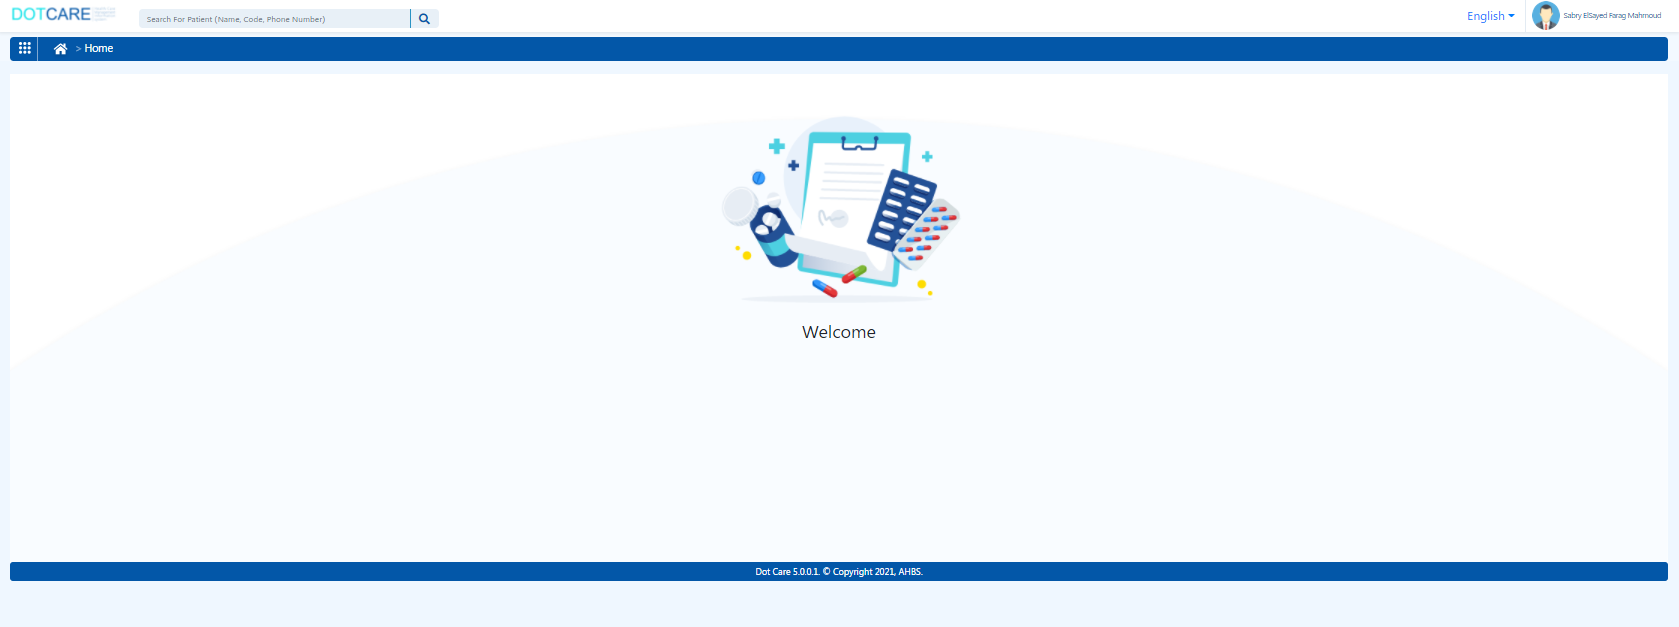 DOTCARE
Search For Patient (Name, Code, Phone Number)
English
Sabry ElSayed Farag Mahmoud
> Home
Welcome
Dot Care 5.0.0.1. © Copyright 2021, AHBS.